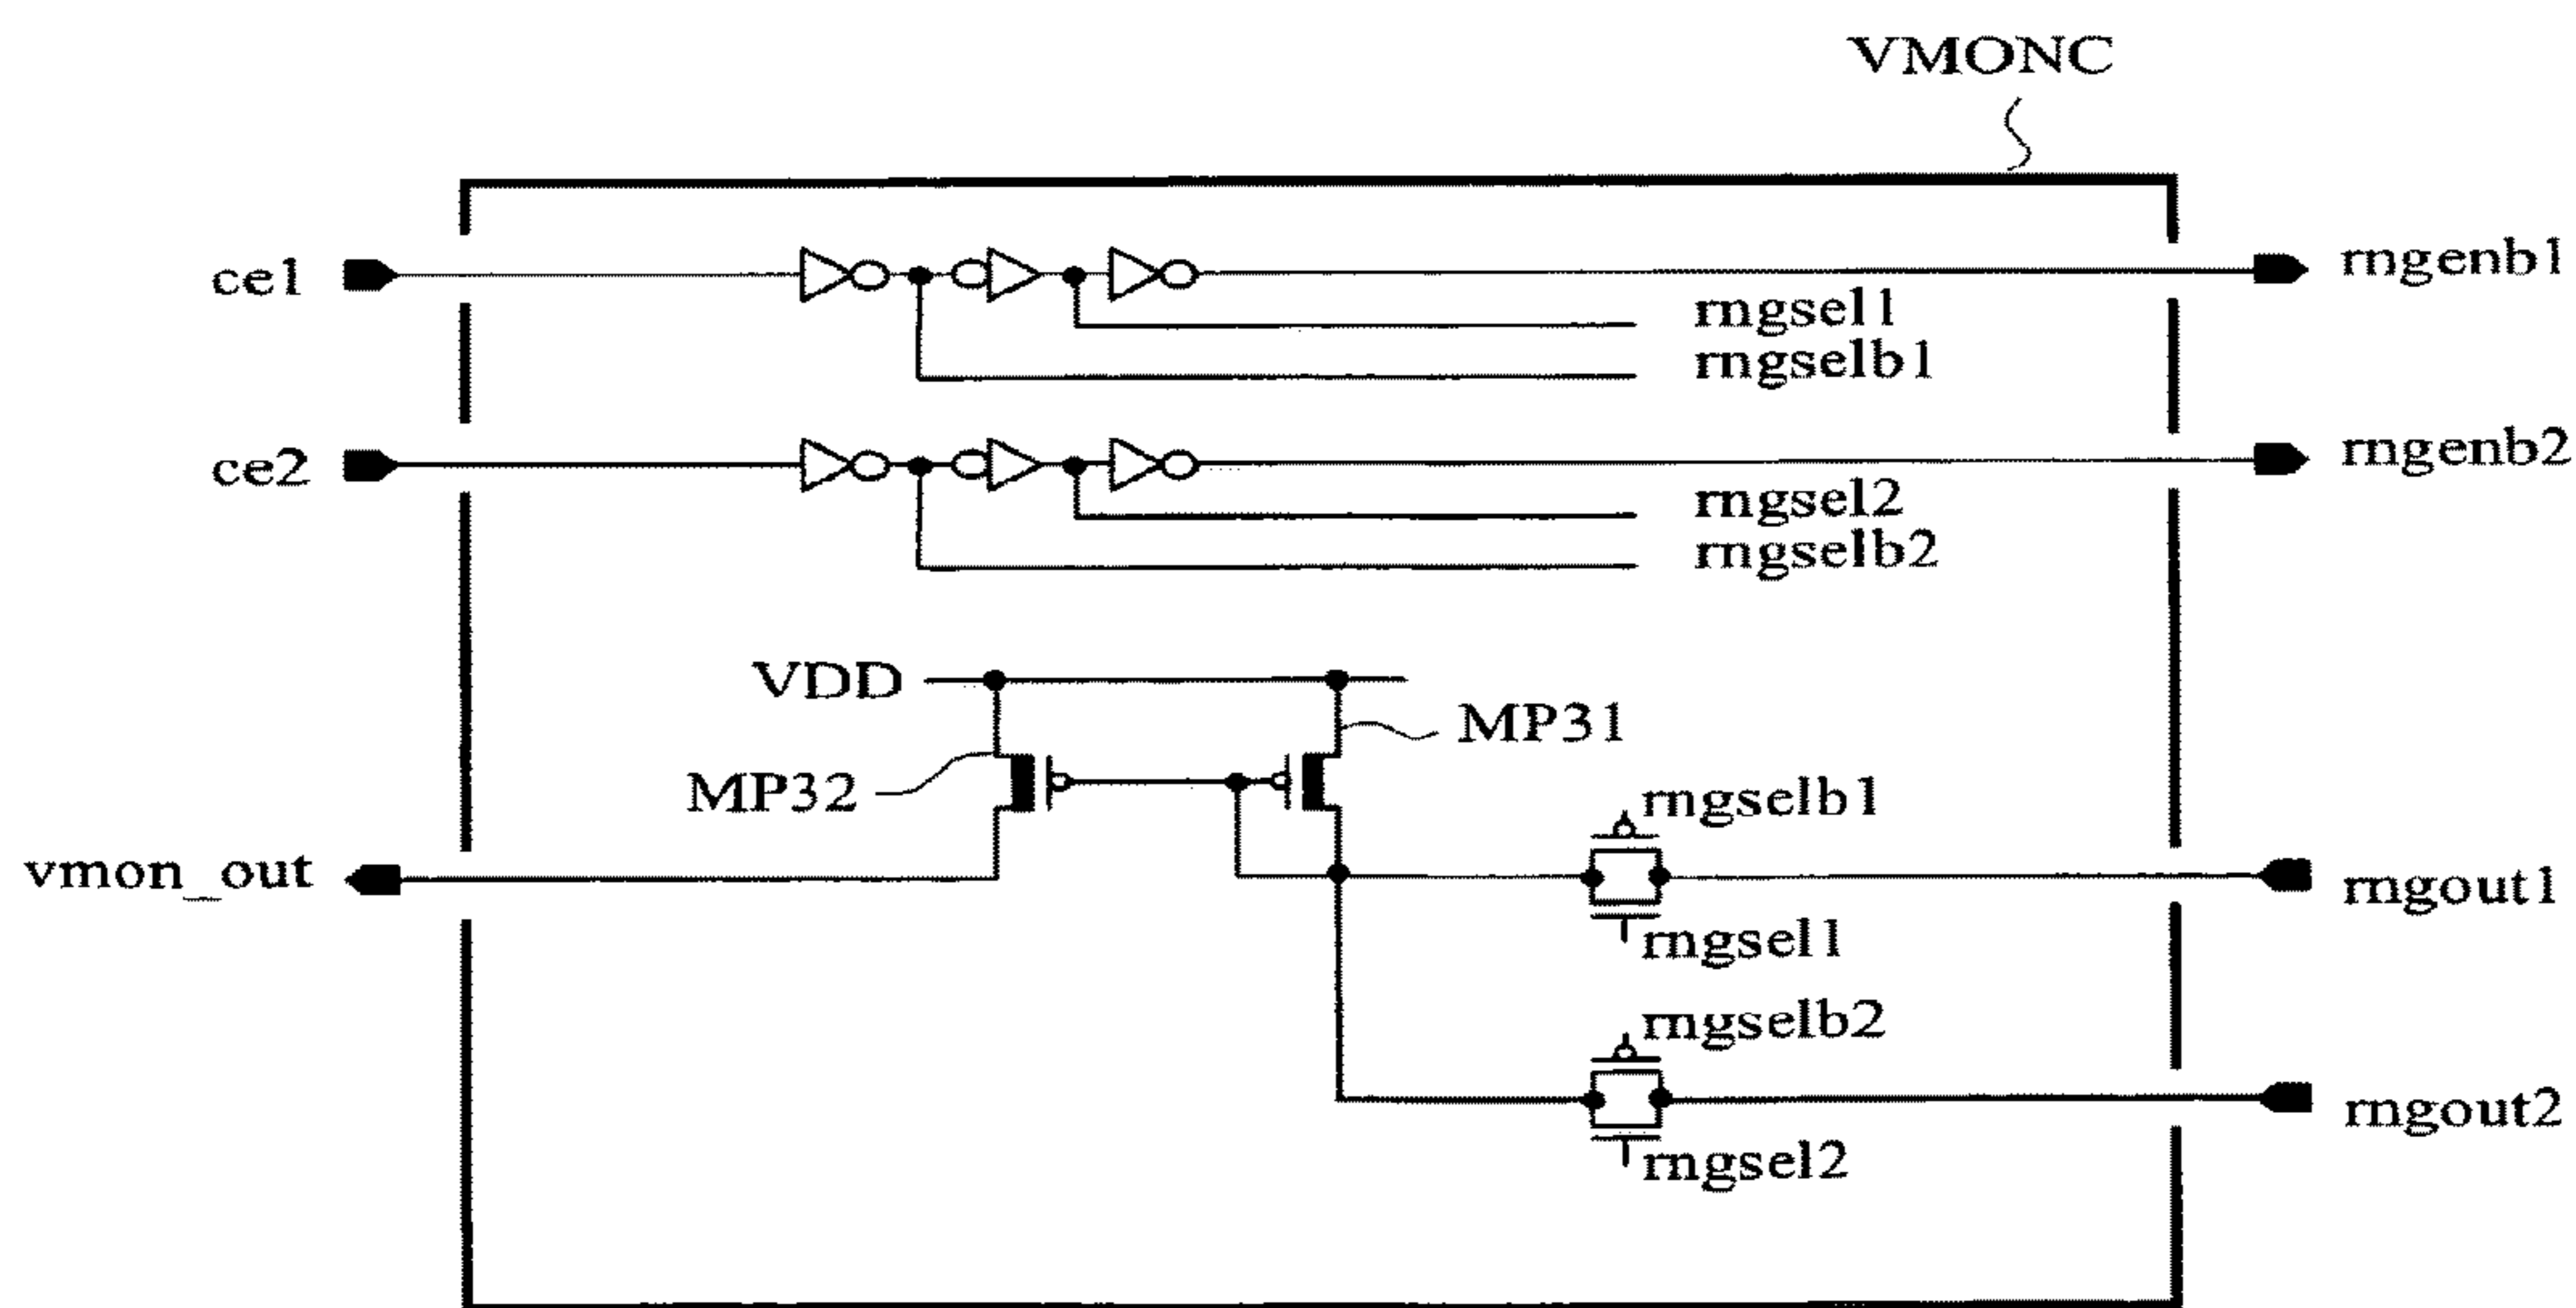 VMONC
ce1
rngenb1
rngsel1
rngselb1
ce2
rngenb2
rngsel2
rngselb2
VDD
MP31
MP32
rngselb1
vmon_out
rngout1
rngsel1
rngselb2
rngout2
rngsel2